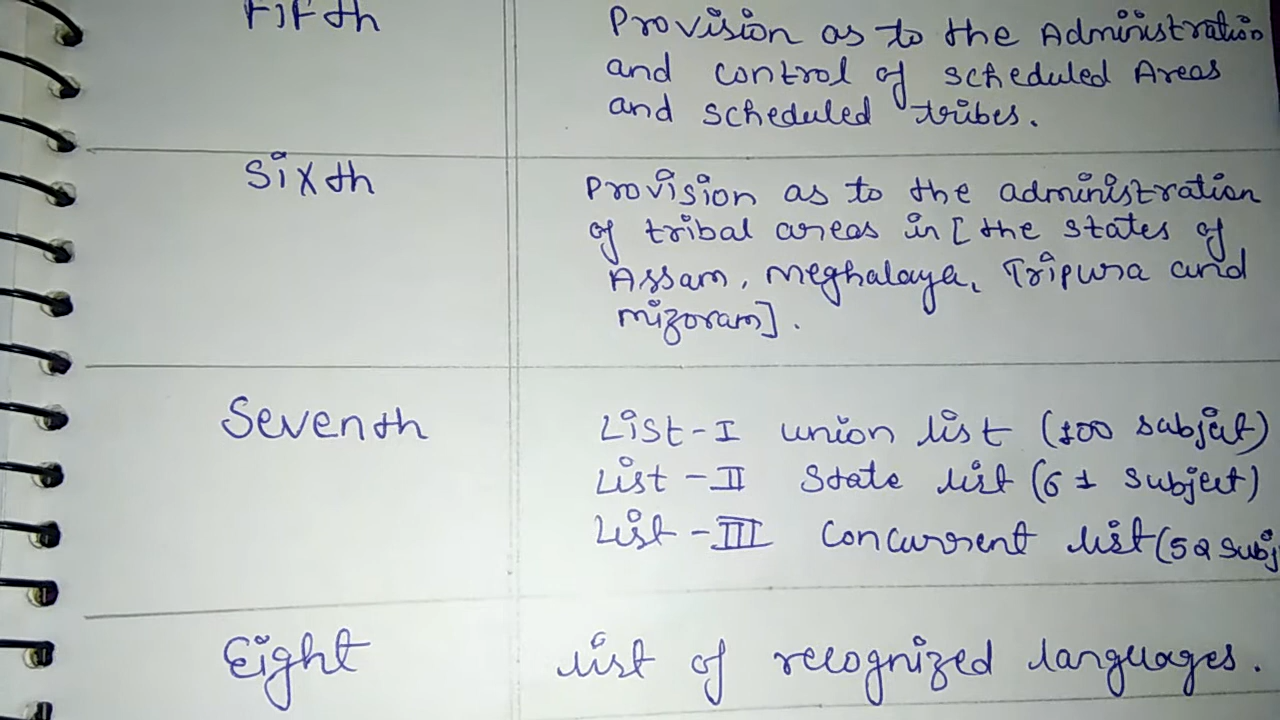 Fifth
Provision as to the Administration
and control of scheduled Areas
and scheduled tribes.
Sixth
Provision as to the administration
of tribal areas in [the states of
Assam, Meghalaya, Tripura and
mizoram].
Seventh
List-I union list (100 subject)
List-II State list (61 subject)
List-III Concurrent list (52 subj
Eight
list of recognized languages.